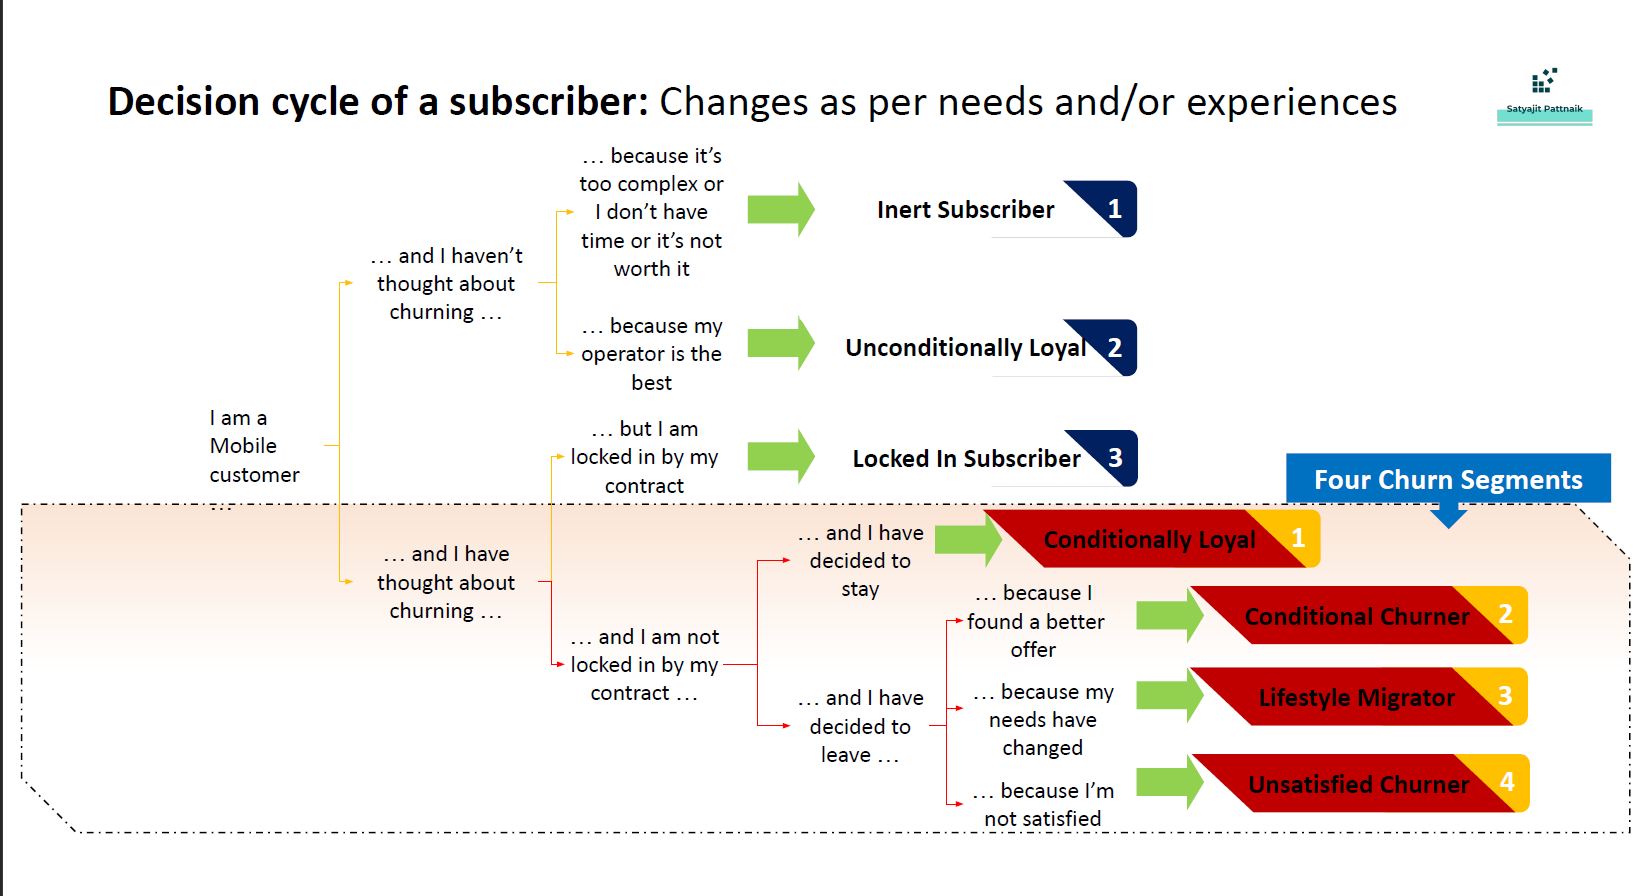 Decision cycle of a subscriber: Changes as per needs and/or experiences
Satyajit Pattnaik
… because it’s
too complex or
I don’t have
time or it’s not
worth it
Inert Subscriber
1
… and I haven’t
thought about
churning …
… because my
operator is the
best
Unconditionally Loyal
2
I am a
Mobile
customer
…
… but I am
locked in by my
contract
Locked In Subscriber
3
Four Churn Segments
… and I have
thought about
churning …
… and I am not
locked in by my
contract …
… and I have
decided to
stay
Conditionally Loyal
1
… and I have
decided to
leave …
… because I
found a better
offer
Conditional Churner
2
… because my
needs have
changed
Lifestyle Migrator
3
… because I’m
not satisfied
Unsatisfied Churner
4